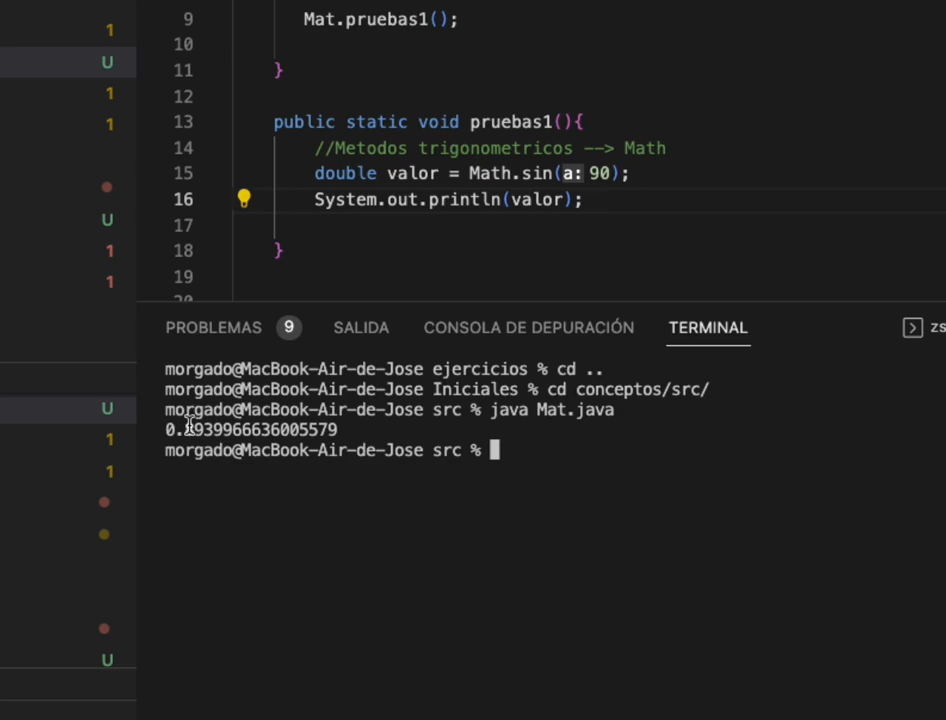 1
U
1
1
U
1
1
U
1
1
U
9 Mat.pruebas1();
10
11 }
12
13 public static void pruebas1(){
14 //Metodos trigonometricos --> Math
15 double valor = Math.sin(a: 90);
16 System.out.println(valor);
17
18 }
19
PROBLEMAS 9 SALIDA CONSOLA DE DEPURACIÓN TERMINAL zs
morgado@MacBook-Air-de-Jose ejercicios % cd ..
morgado@MacBook-Air-de-Jose Iniciales % cd conceptos/src/
morgado@MacBook-Air-de-Jose src % java Mat.java
morgado@MacBook-Air-de-Jose src %